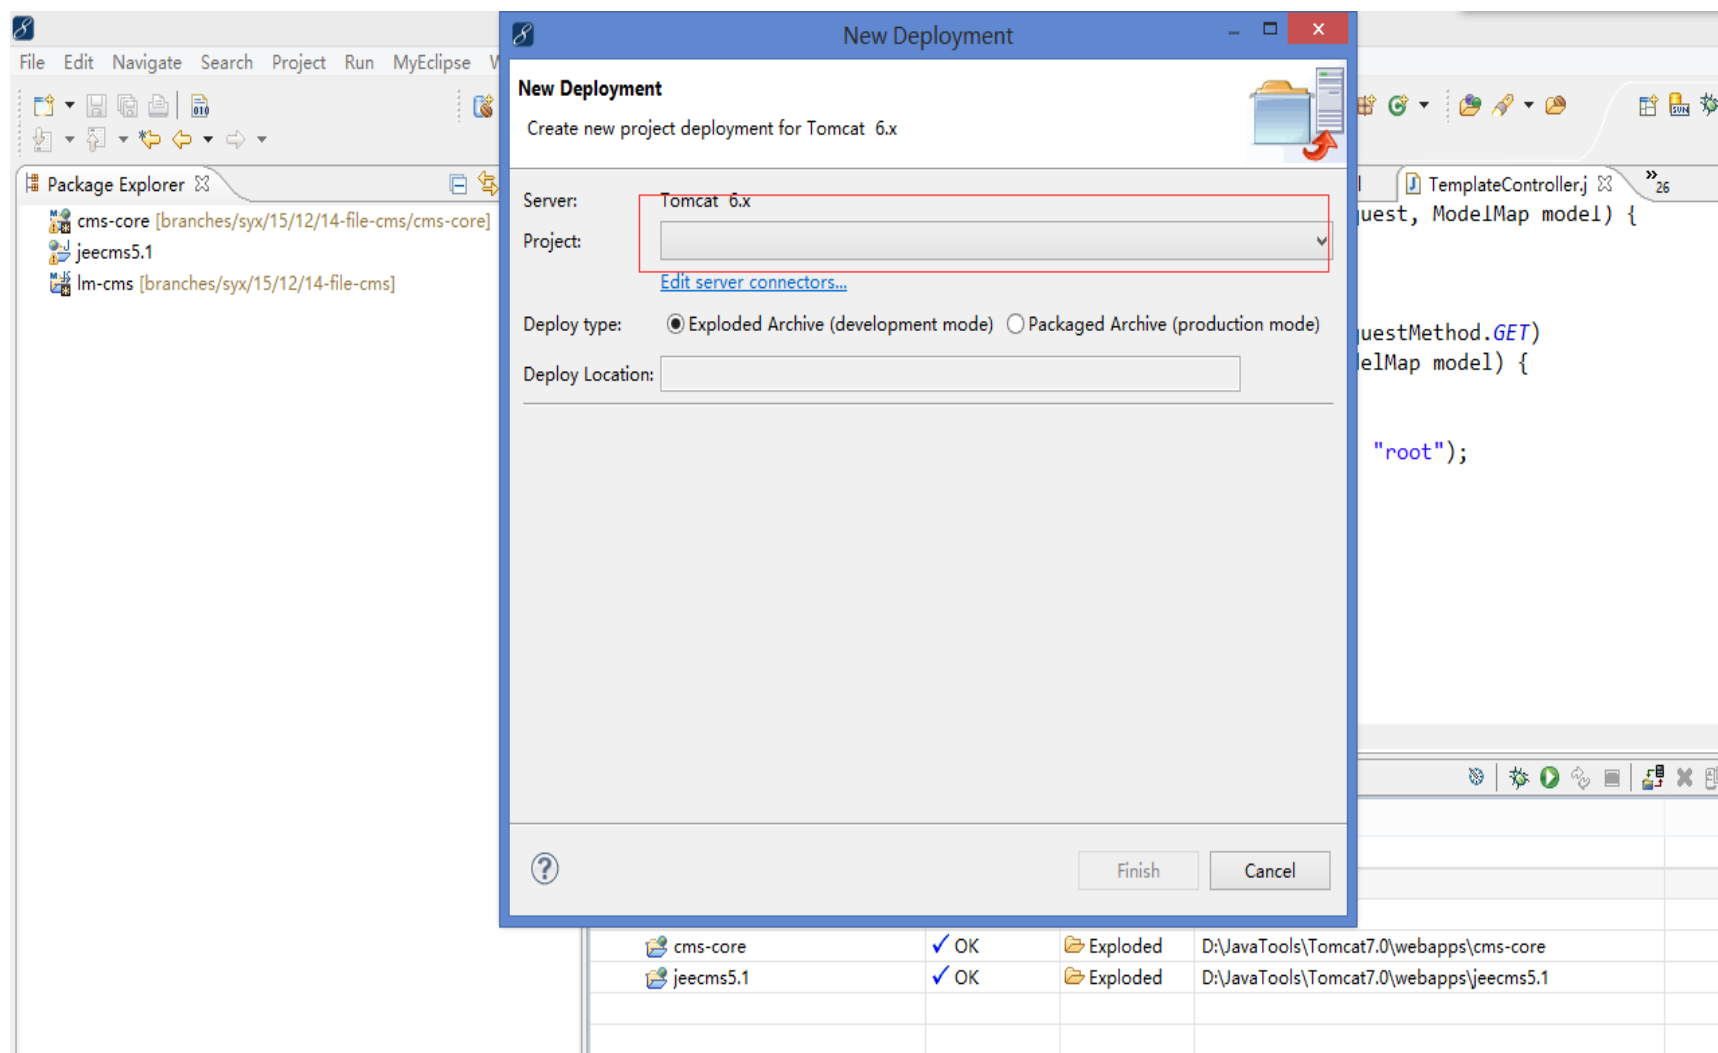 New Deployment
File Edit Navigate Search Project Run MyEclipse
New Deployment
Create new project deployment for Tomcat 6.x
010
SUN
Package Explorer
TemplateController.j
»26
cms-core [branches/syx/15/12/14-file-cms/cms-core]
jeecms5.1
lm-cms [branches/syx/15/12/14-file-cms]
Server: Tomcat 6.x
Project:
Edit server connectors...
Deploy type: Exploded Archive (development mode) Packaged Archive (production mode)
Deploy Location:
quest, ModelMap model) {
uestMethod.GET)
elMap model) {
"root");
? Finish Cancel
cms-core OK Exploded D:\JavaTools\Tomcat7.0\webapps\cms-core
jeecms5.1 OK Exploded D:\JavaTools\Tomcat7.0\webapps\jeecms5.1